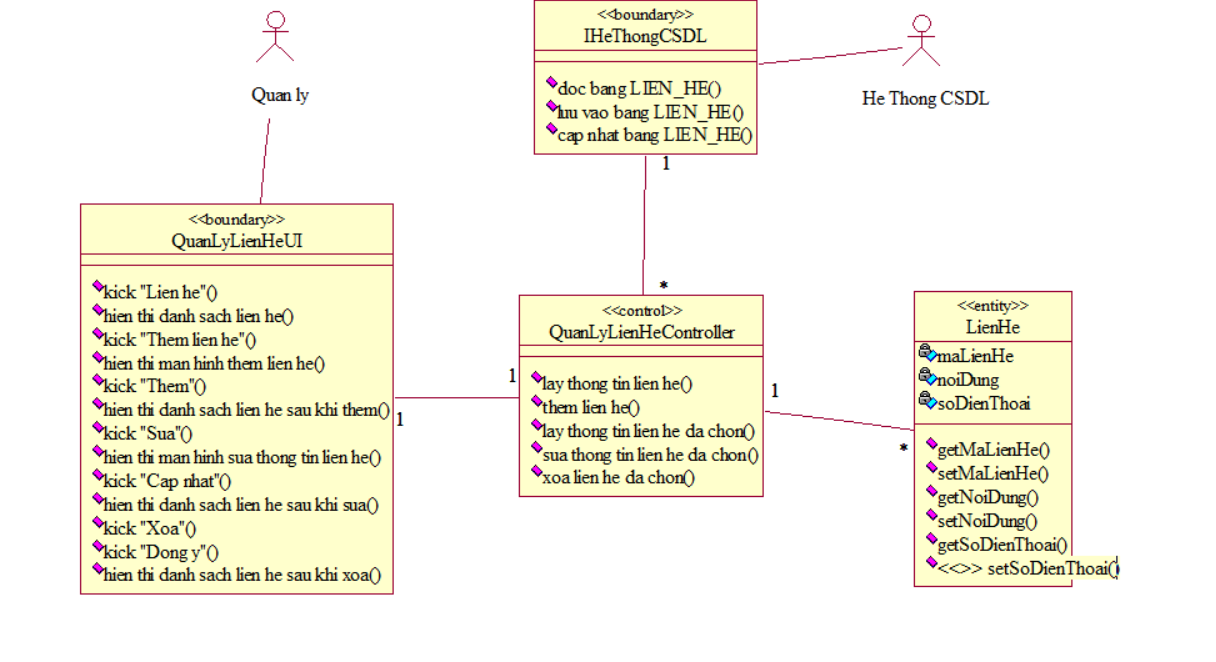 Quan ly
<<boundary>>
IHeThongCSDL
doc bang LIEN_HE()
luu vao bang LIEN_HE()
cap nhat bang LIEN_HE()
He Thong CSDL
1
*
<<boundary>>
QuanLyLienHeUI
kick "Lien he"()
hien thi danh sach lien he()
kick "Them lien he"()
hien thi man hinh them lien he()
kick "Them"()
hien thi danh sach lien he sau khi them()
kick "Sua"()
hien thi man hinh sua thong tin lien he()
kick "Cap nhat"()
hien thi danh sach lien he sau khi sua()
kick "Xoa"()
kick "Dong y"()
hien thi danh sach lien he sau khi xoa()
1
1
<<control>>
QuanLyLienHeController
lay thong tin lien he()
them lien he()
lay thong tin lien he da chon()
sua thong tin lien he da chon()
xoa lien he da chon()
1
*
<<entity>>
LienHe
maLienHe
noiDung
soDienThoai
getMaLienHe()
setMaLienHe()
getNoiDung()
setNoiDung()
getSoDienThoai()
<<>> setSoDienThoai()